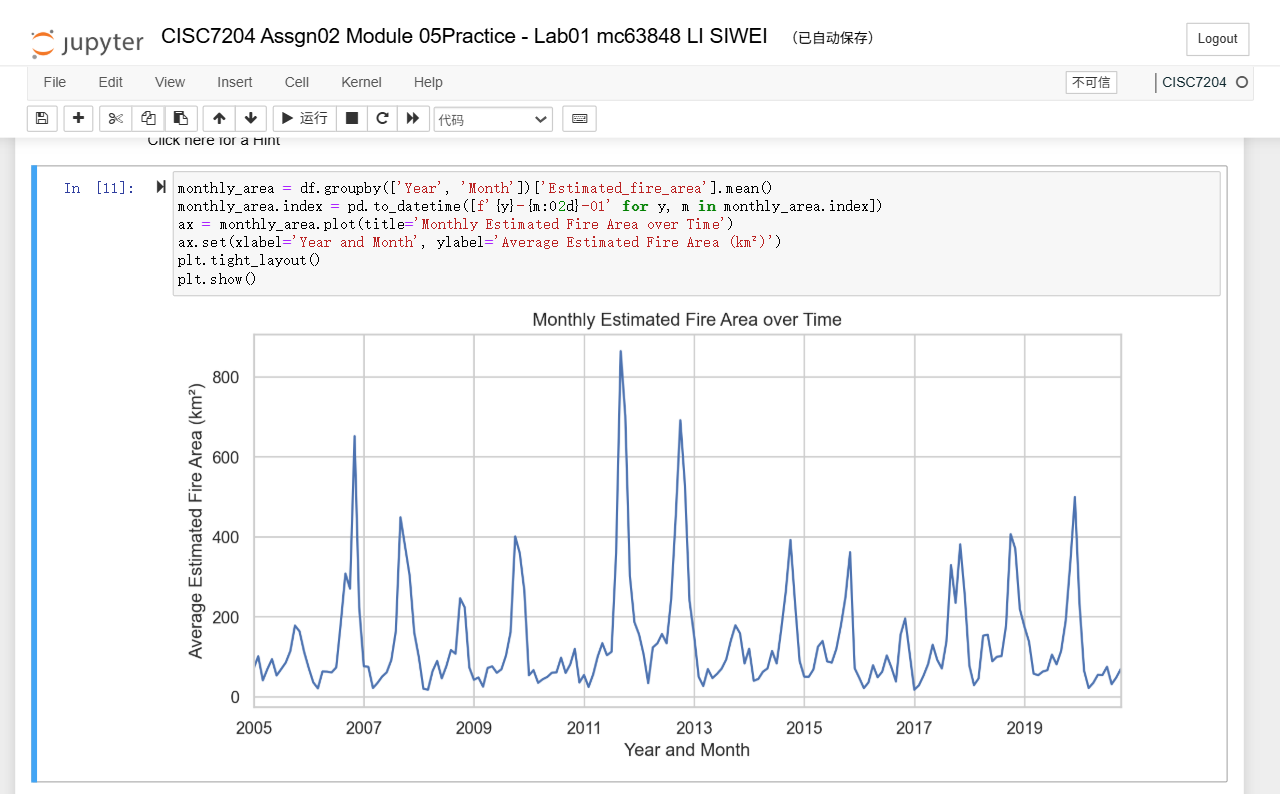 jupyter CISC7204 Assgn02 Module 05Practice - Lab01 mc63848 LI SIWEI (已自动保存) Logout
File Edit View Insert Cell Kernel Help 不可信 CISC7204
运行 代码
Click here for a Hint
In [11]:
monthly_area = df.groupby(['Year', 'Month'])['Estimated_fire_area'].mean()
monthly_area.index = pd.to_datetime([f'{y}-{m:02d}-01' for y, m in monthly_area.index])
ax = monthly_area.plot(title='Monthly Estimated Fire Area over Time')
ax.set(xlabel='Year and Month', ylabel='Average Estimated Fire Area (km²)')
plt.tight_layout()
plt.show()
Monthly Estimated Fire Area over Time
Average Estimated Fire Area (km²)
800
600
400
200
0
2005 2007 2009 2011 2013 2015 2017 2019
Year and Month